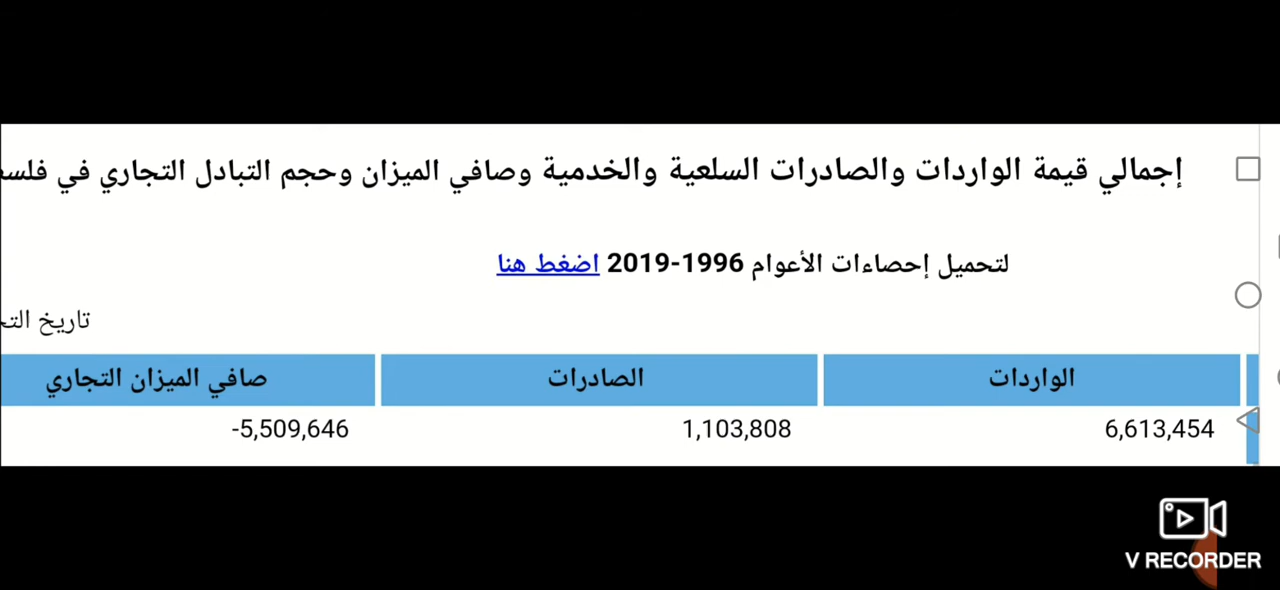 إجمالي قيمة الواردات والصادرات السلعية والخدمية وصافي الميزان وحجم التبادل التجاري في
لتحميل إحصاءات الأعوام 1996-2019 اضغط هنا
تاريخ
الواردات الصادرات صافي الميزان التجاري
6,613,454 1,103,808 -5,509,646
V RECORDER